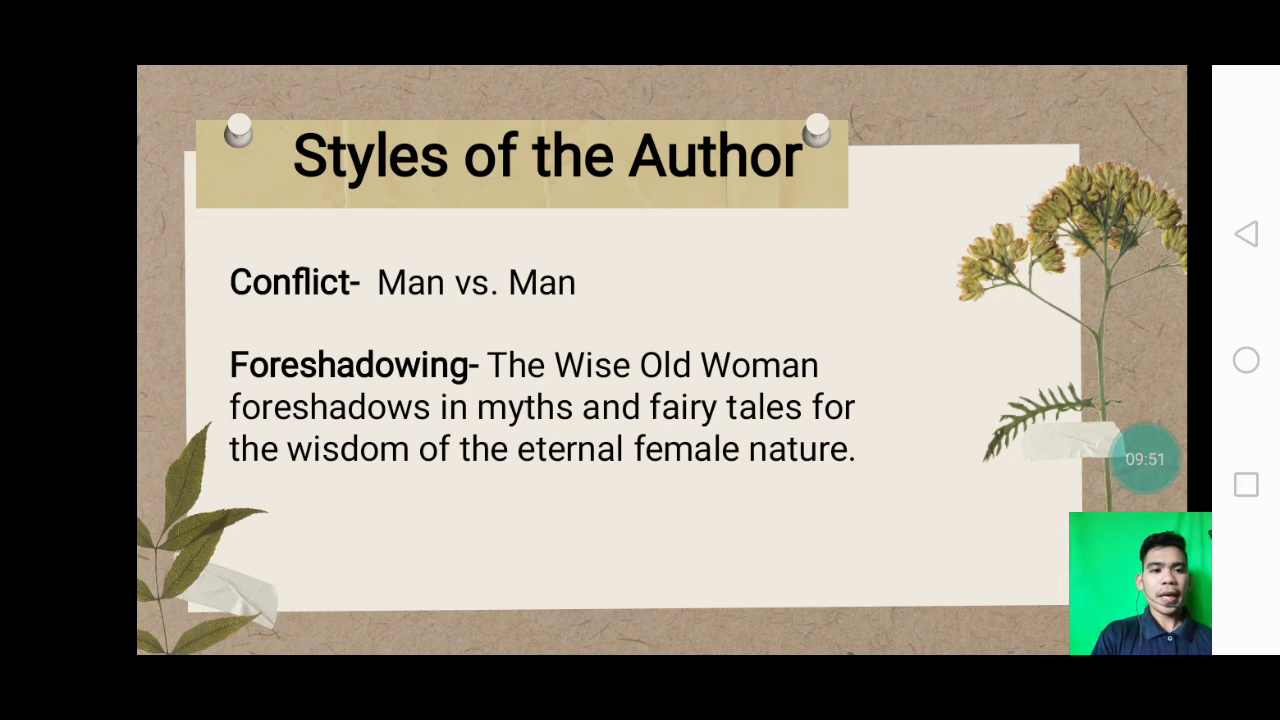 Styles of the Author
Conflict- Man vs. Man
Foreshadowing- The Wise Old Woman
foreshadows in myths and fairy tales for
the wisdom of the eternal female nature.
09:51